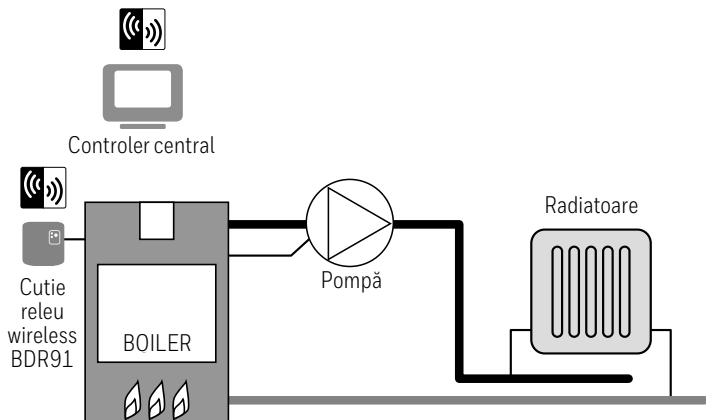 Controler central
Radiatoare
Pompă
Cutie
releu
wireless
BDR91
BOILER